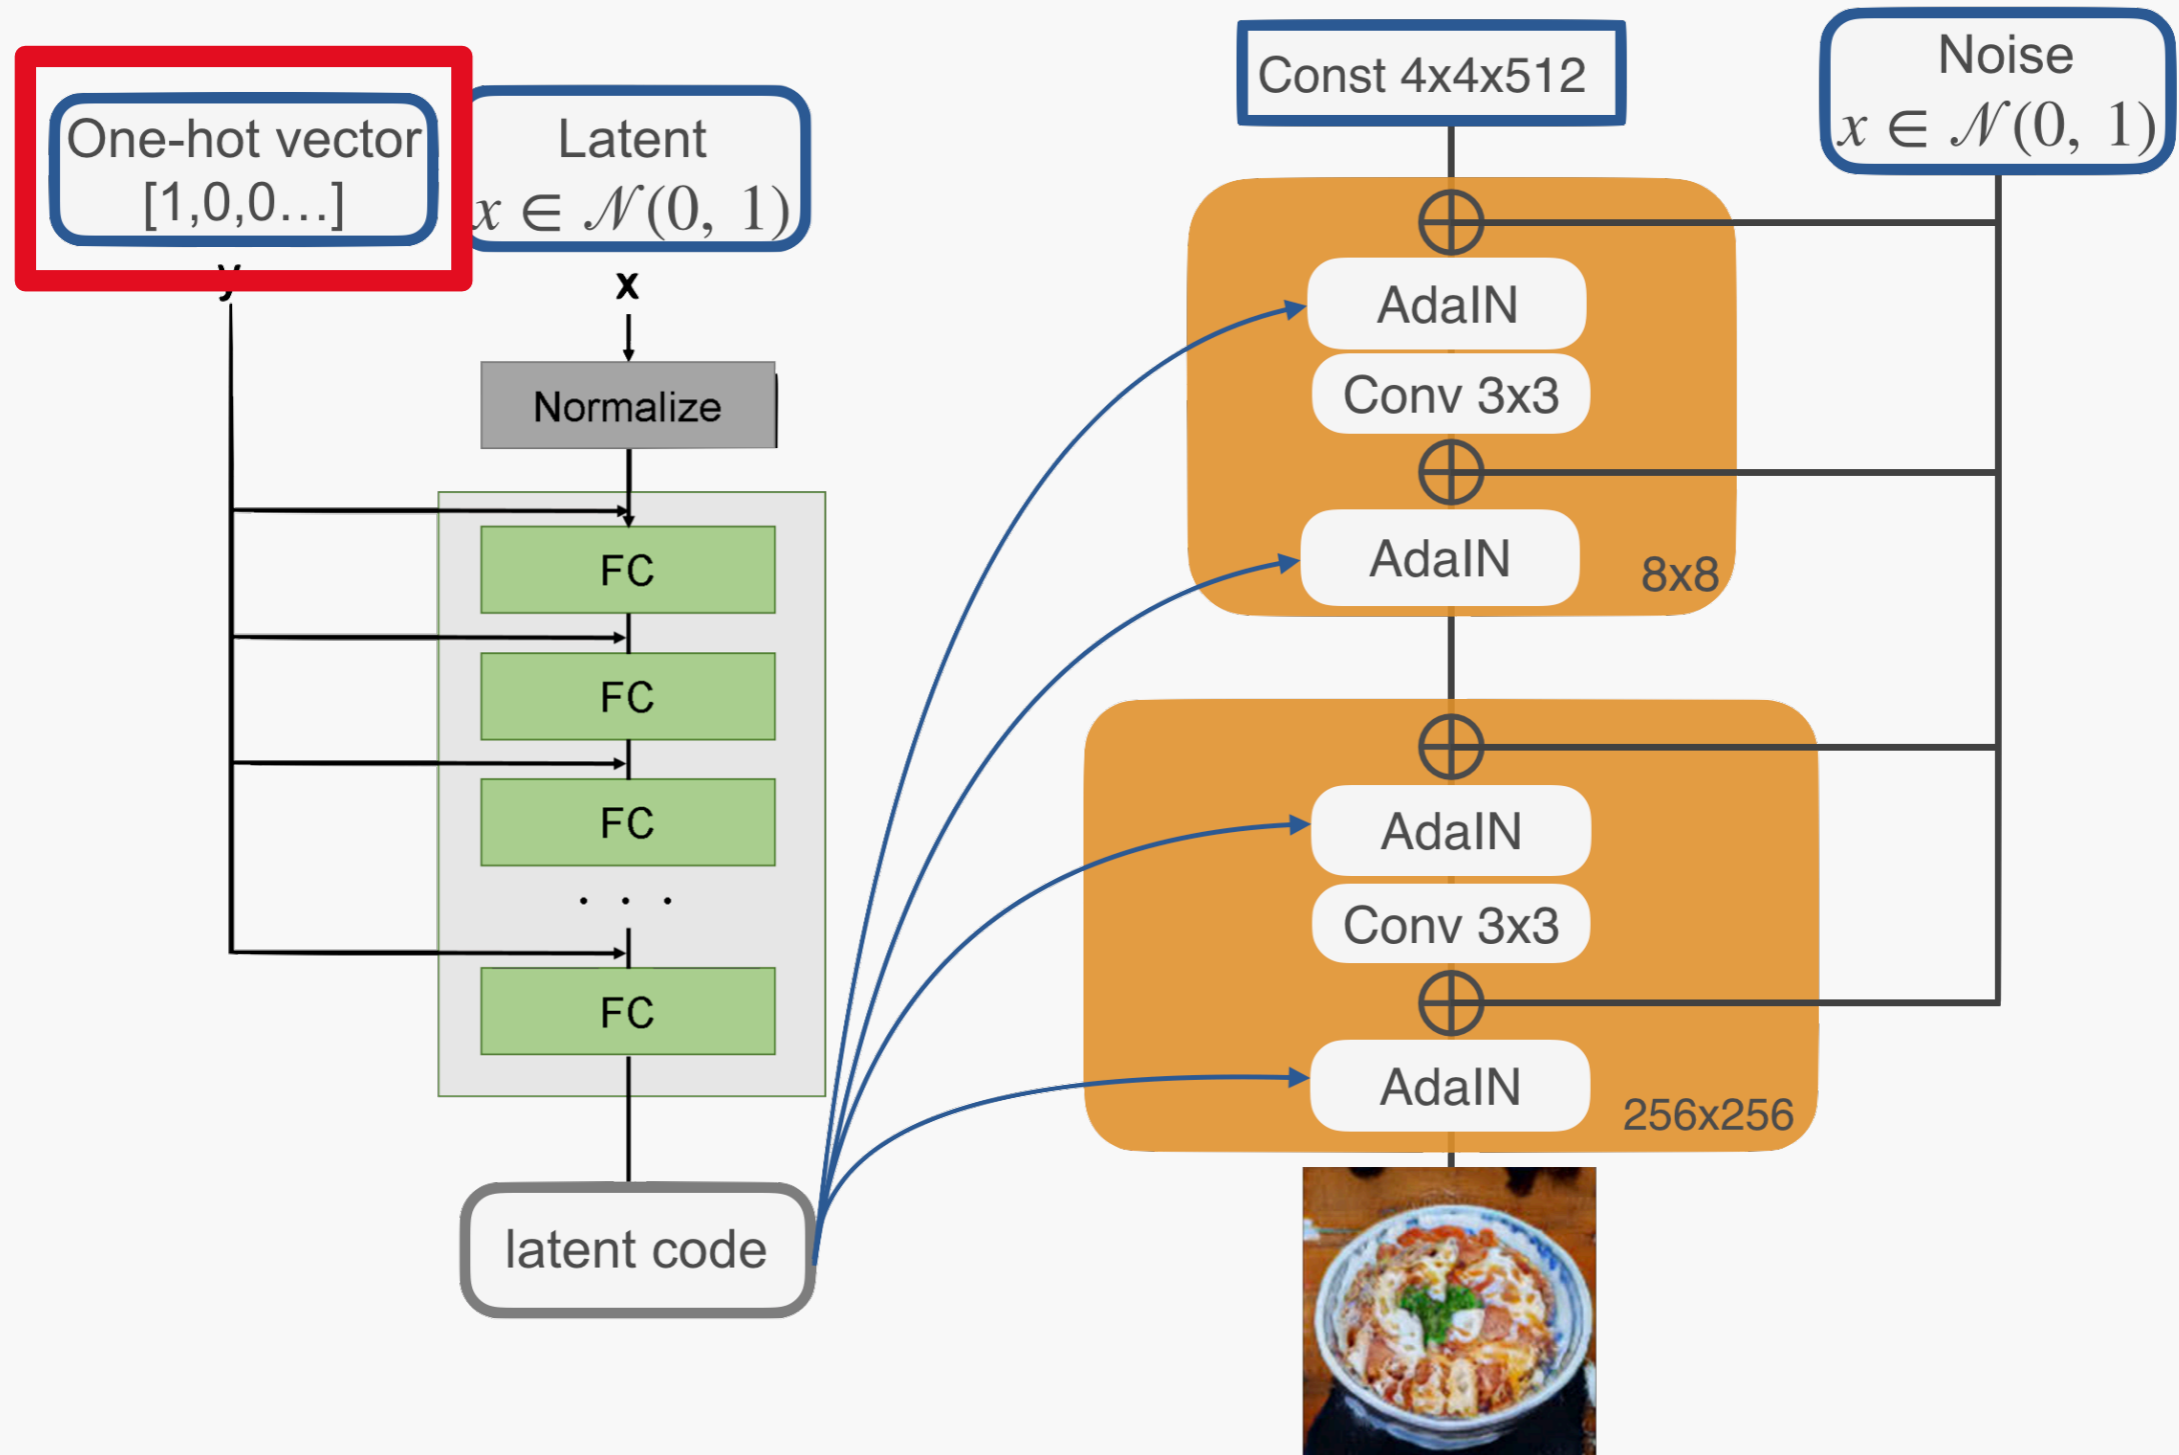 One-hot vector
[1,0,0...]
y
Latent
x ∈ 𝒩(0, 1)
x
Normalize
FC
FC
FC
. . .
FC
latent code
Const 4x4x512
Noise
x ∈ 𝒩(0, 1)
AdaIN
Conv 3x3
AdaIN
8x8
AdaIN
Conv 3x3
AdaIN
256x256